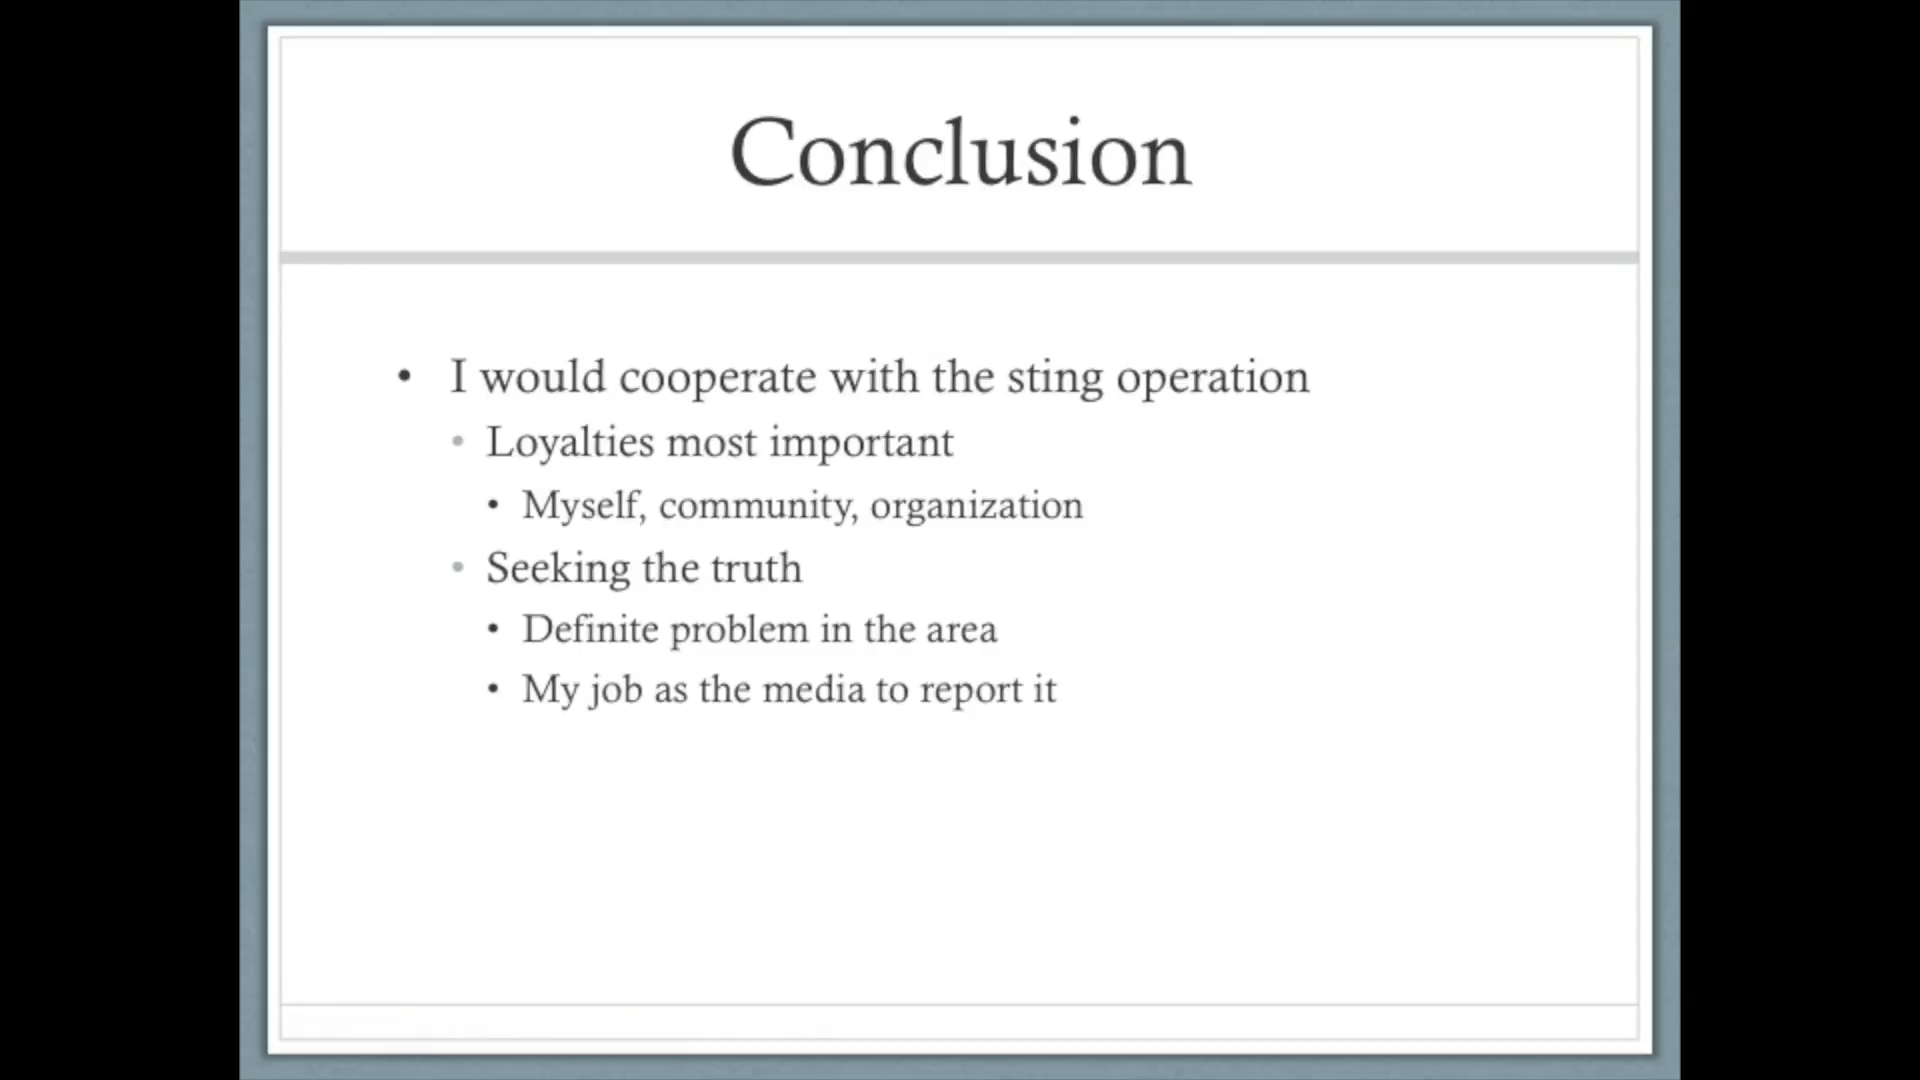 Conclusion
• I would cooperate with the sting operation
• Loyalties most important
• Myself, community, organization
• Seeking the truth
• Definite problem in the area
• My job as the media to report it